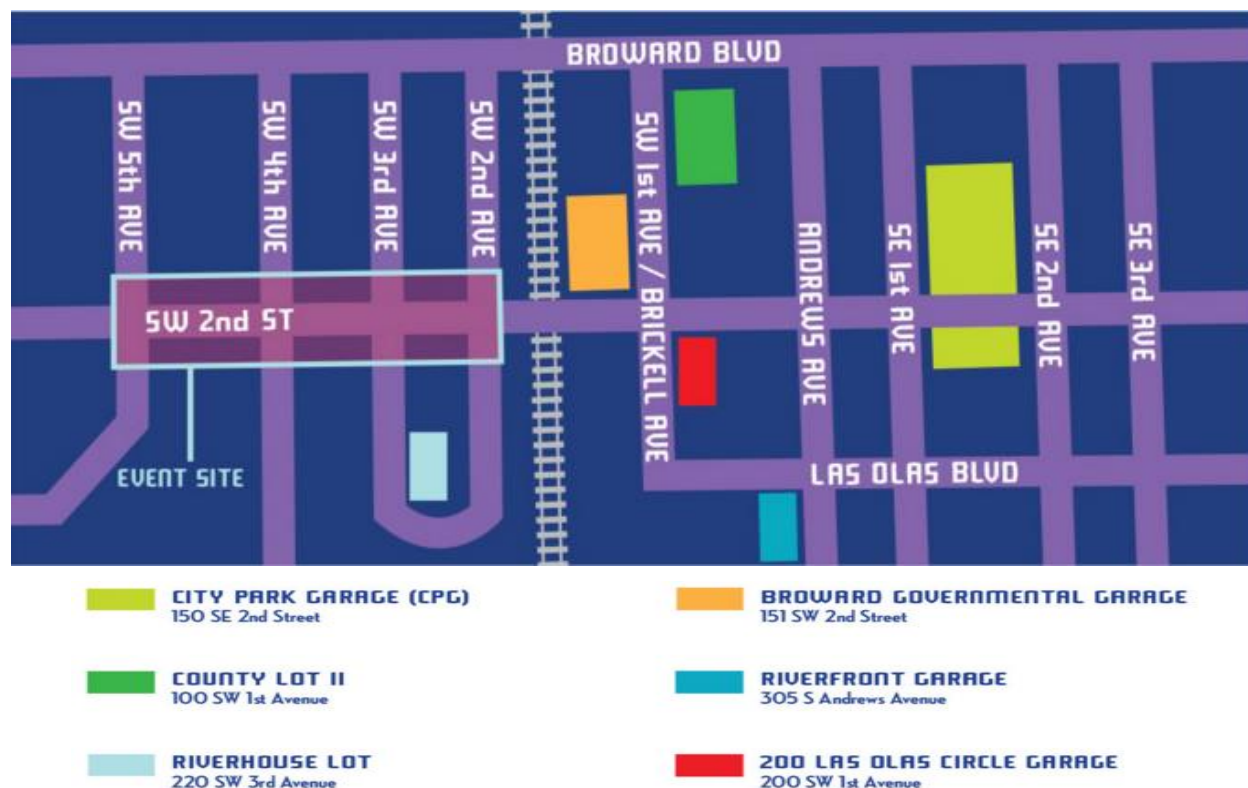 BROWARD BLVD
SW 5th AVE
SW 4th AVE
SW 3rd AVE
SW 2nd AVE
SW 1st AVE / BRICKELL AVE
ANDREWS AVE
SE 1st AVE
SE 2nd AVE
SE 3rd AVE
SW 2nd ST
EVENT SITE
LAS OLAS BLVD
CITY PARK GARAGE (CPG)
150 SE 2nd Street
BROWARD GOVERNMENTAL GARAGE
151 SW 2nd Street
COUNTY LOT II
100 SW 1st Avenue
RIVERFRONT GARAGE
305 S Andrews Avenue
RIVERHOUSE LOT
220 SW 3rd Avenue
200 LAS OLAS CIRCLE GARAGE
200 SW 1st Avenue